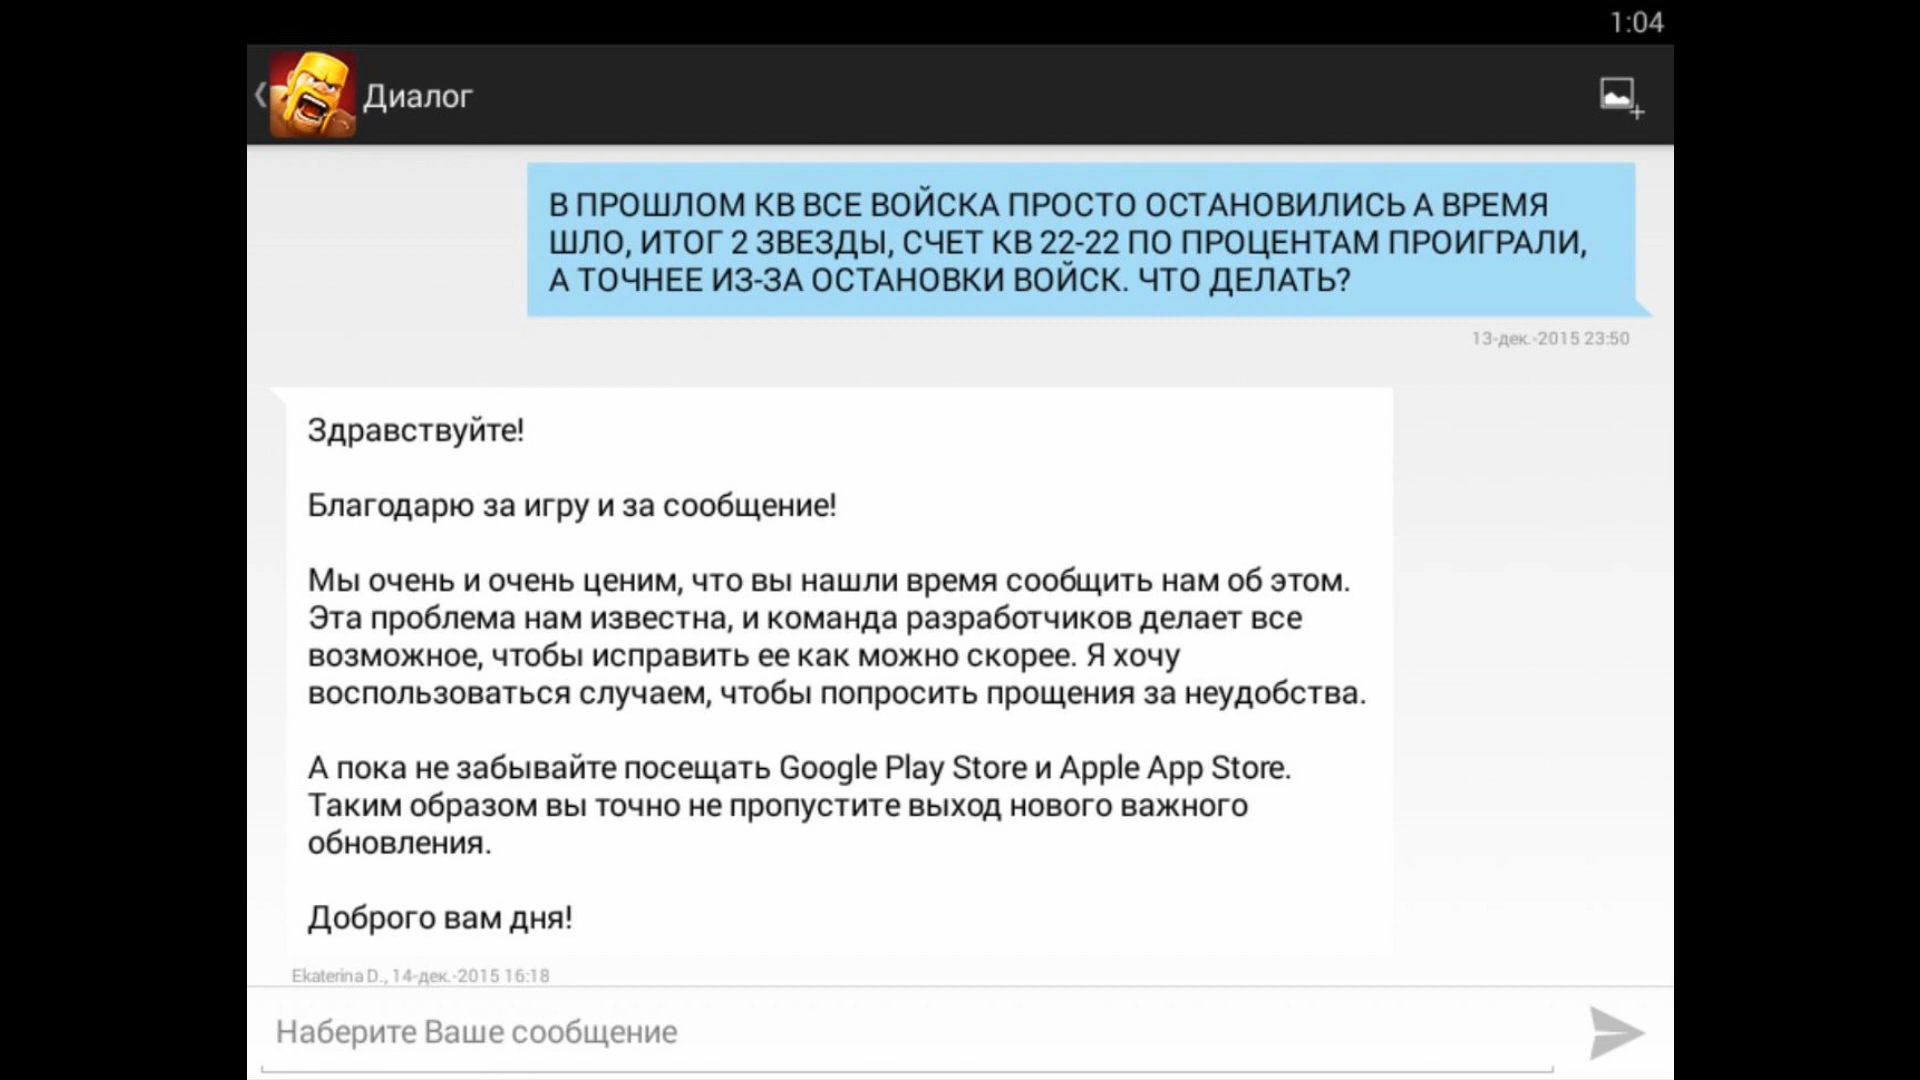 1:04
Диалог
В ПРОШЛОМ КВ ВСЕ ВОЙСКА ПРОСТО ОСТАНОВИЛИСЬ А ВРЕМЯ
ШЛО, ИТОГ 2 ЗВЕЗДЫ, СЧЕТ КВ 22-22 ПО ПРОЦЕНТАМ ПРОИГРАЛИ,
А ТОЧНЕЕ ИЗ-ЗА ОСТАНОВКИ ВОЙСК. ЧТО ДЕЛАТЬ?
13-дек.-2015 23:50
Здравствуйте!
Благодарю за игру и за сообщение!
Мы очень и очень ценим, что вы нашли время сообщить нам об этом.
Эта проблема нам известна, и команда разработчиков делает все
возможное, чтобы исправить ее как можно скорее. Я хочу
воспользоваться случаем, чтобы попросить прощения за неудобства.
А пока не забывайте посещать Google Play Store и Apple App Store.
Таким образом вы точно не пропустите выход нового важного
обновления.
Доброго вам дня!
Ekaterina D., 14-дек.-2015 16:18
Наберите Ваше сообщение